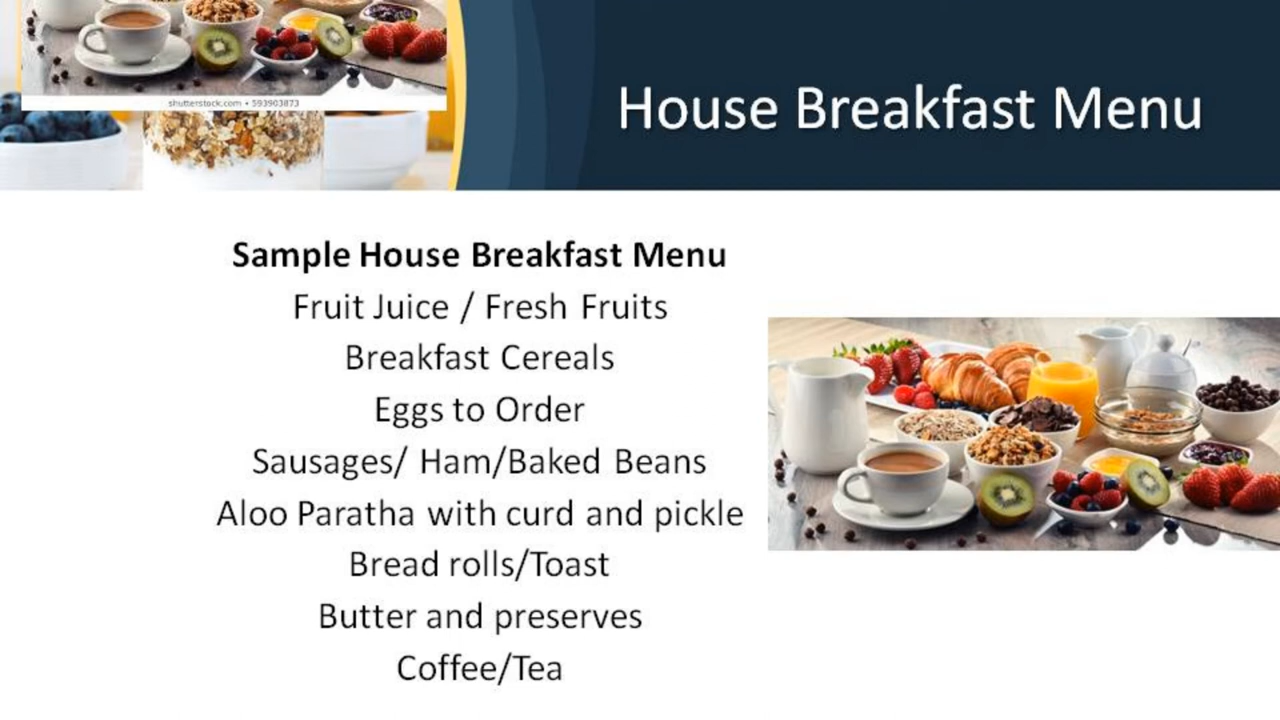 shutterstock.com • 593903873
House Breakfast Menu
Sample House Breakfast Menu
Fruit Juice / Fresh Fruits
Breakfast Cereals
Eggs to Order
Sausages/ Ham/Baked Beans
Aloo Paratha with curd and pickle
Bread rolls/Toast
Butter and preserves
Coffee/Tea